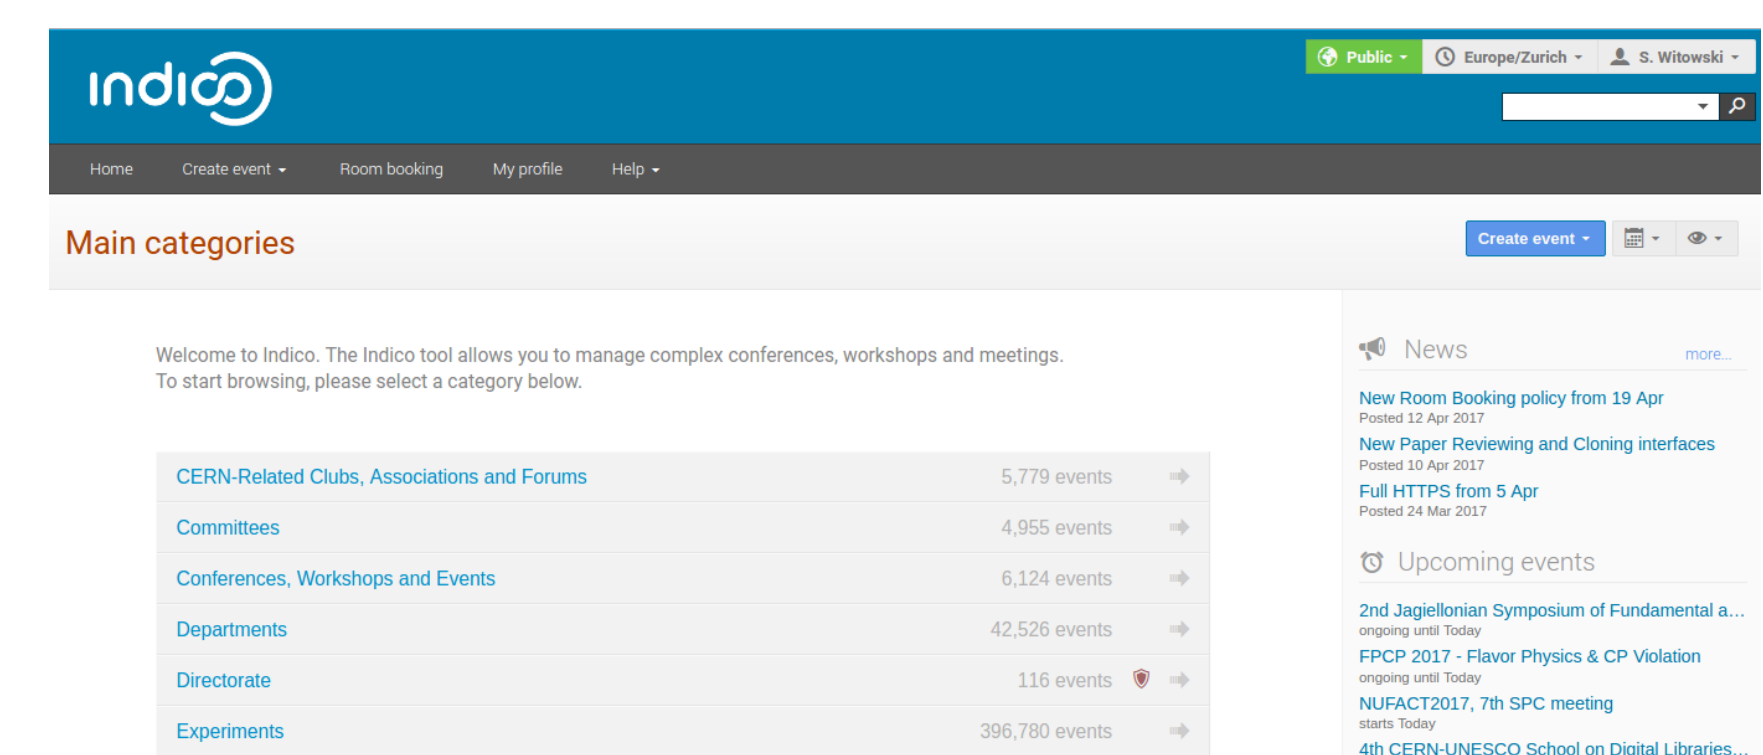 indico
Public
Europe/Zurich
S. Witowski
Home Create event Room booking My profile Help
Main categories
Create event
Welcome to Indico. The Indico tool allows you to manage complex conferences, workshops and meetings.
To start browsing, please select a category below.
CERN-Related Clubs, Associations and Forums 5,779 events
Committees 4,955 events
Conferences, Workshops and Events 6,124 events
Departments 42,526 events
Directorate 116 events
Experiments 396,780 events
News more...
New Room Booking policy from 19 Apr
Posted 12 Apr 2017
New Paper Reviewing and Cloning interfaces
Posted 10 Apr 2017
Full HTTPS from 5 Apr
Posted 24 Mar 2017
Upcoming events
2nd Jagiellonian Symposium of Fundamental a...
ongoing until Today
FPCP 2017 - Flavor Physics & CP Violation
ongoing until Today
NUFACT2017, 7th SPC meeting
starts Today
4th CERN-UNESCO School on Digital Libraries...